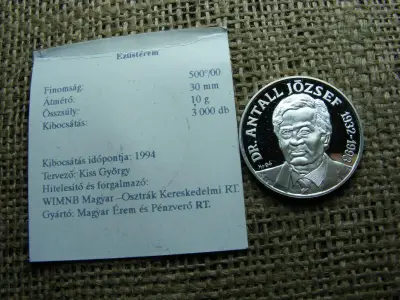 Ezüstérem
Finomság: 500°/00
Átmérő: 30 mm
Összsúly: 10 g
Kibocsátás: 3 000 db
Kibocsátás időpontja: 1994
Tervező: Kiss György
Hitelesítő és forgalmazó:
WIMNB Magyar –Osztrák Kereskedelmi RT.
Gyártó: Magyar Érem és Pénzverő RT.
DR. ANTALL JÓZSEF 1932-1993